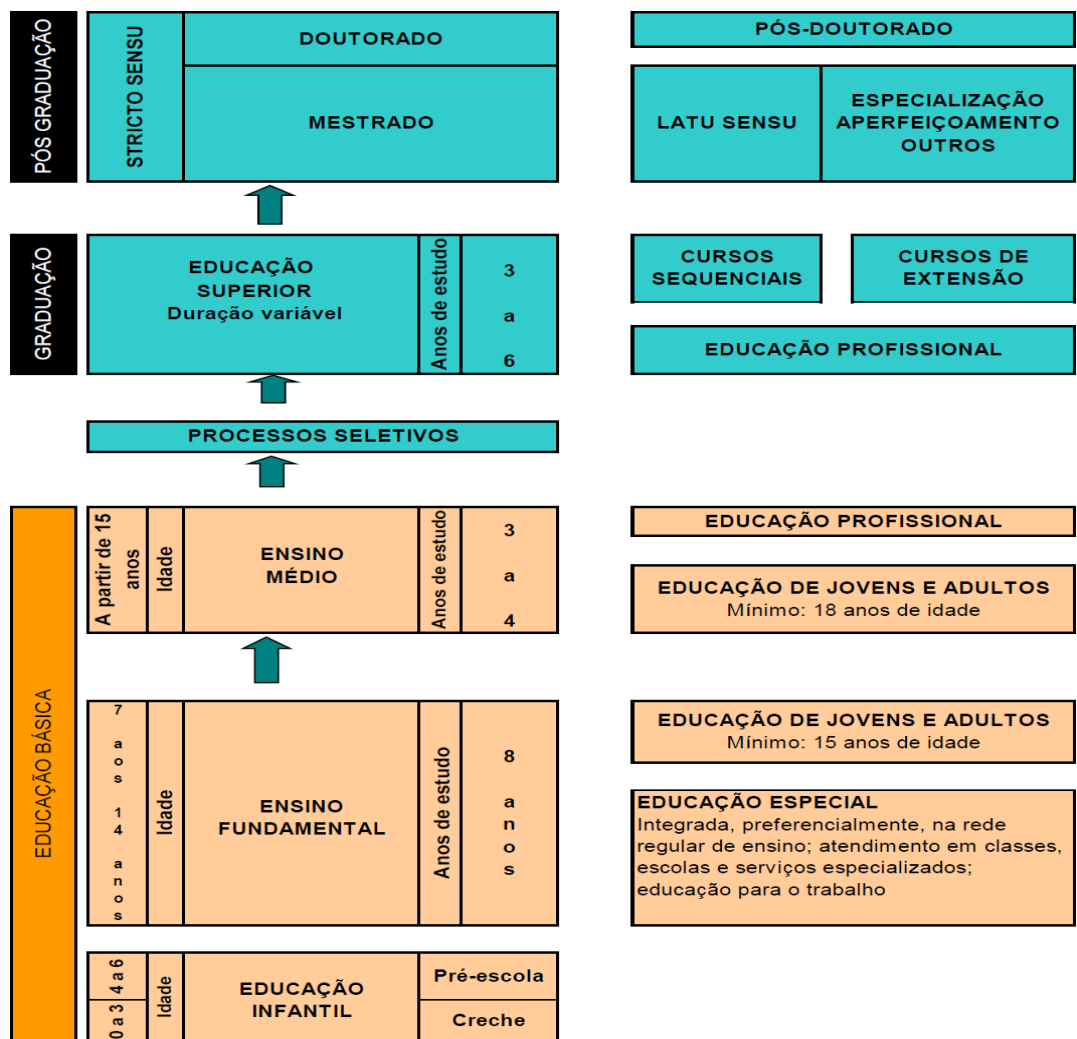 PÓS GRADUAÇÃO
STRICTO SENSU
DOUTORADO
MESTRADO
PÓS-DOUTORADO
LATU SENSU
ESPECIALIZAÇÃO
APERFEIÇOAMENTO
OUTROS
GRADUAÇÃO
EDUCAÇÃO
SUPERIOR
Duração variável
Anos de estudo
3
a
6
CURSOS
SEQUENCIAIS
CURSOS DE
EXTENSÃO
EDUCAÇÃO PROFISSIONAL
PROCESSOS SELETIVOS
EDUCAÇÃO BÁSICA
A partir de 15
anos
Idade
ENSINO
MÉDIO
Anos de estudo
3
a
4
EDUCAÇÃO PROFISSIONAL
EDUCAÇÃO DE JOVENS E ADULTOS
Mínimo: 18 anos de idade
7
a
o
s
1
4
a
n
o
s
Idade
ENSINO
FUNDAMENTAL
Anos de estudo
8
a
n
o
s
EDUCAÇÃO DE JOVENS E ADULTOS
Mínimo: 15 anos de idade
EDUCAÇÃO ESPECIAL
Integrada, preferencialmente, na rede
regular de ensino; atendimento em classes,
escolas e serviços especializados;
educação para o trabalho
4 a 6
0 a 3
Idade
EDUCAÇÃO
INFANTIL
Pré-escola
Creche